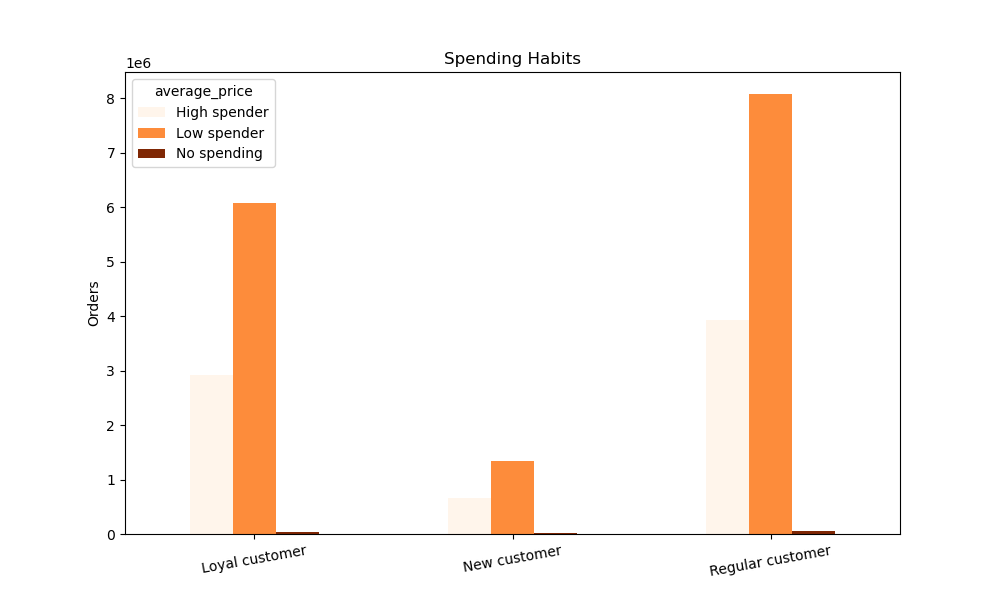 Spending Habits
1e6
average_price
High spender
Low spender
No spending
8
7
6
5
4
3
2
1
0
Orders
Loyal customer
New customer
Regular customer